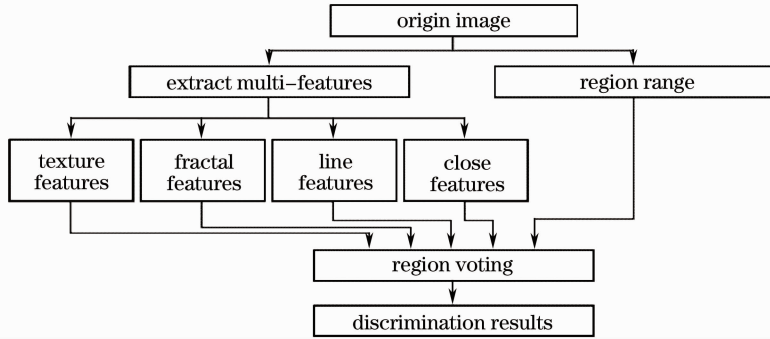 origin image
extract multi-features
region range
texture
features
fractal
features
line
features
close
features
region voting
discrimination results